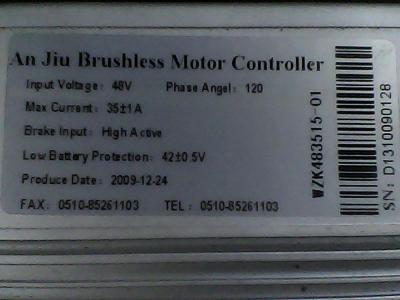 An Jiu Brushless Motor Controller
Input Voltage: 48V Phase Angel: 120
Max Current: 35±1A
Brake Input: High Active
Low Battery Protection: 42±0.5V
Produce Date: 2009-12-24
FAX: 0510-85261103 TEL: 0510-85261103
WZK483515-01
SN: D1310090128